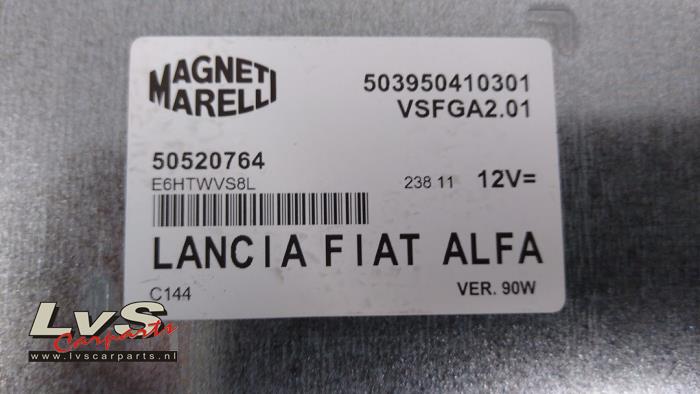 MAGNETI
MARELLI
503950410301
VSFGA2.01
50520764
E6HTWVS8L
238 11 12V=
LANCIA FIAT ALFA
C144
VER. 90W
LvS
Carparts
www.lvscarparts.nl